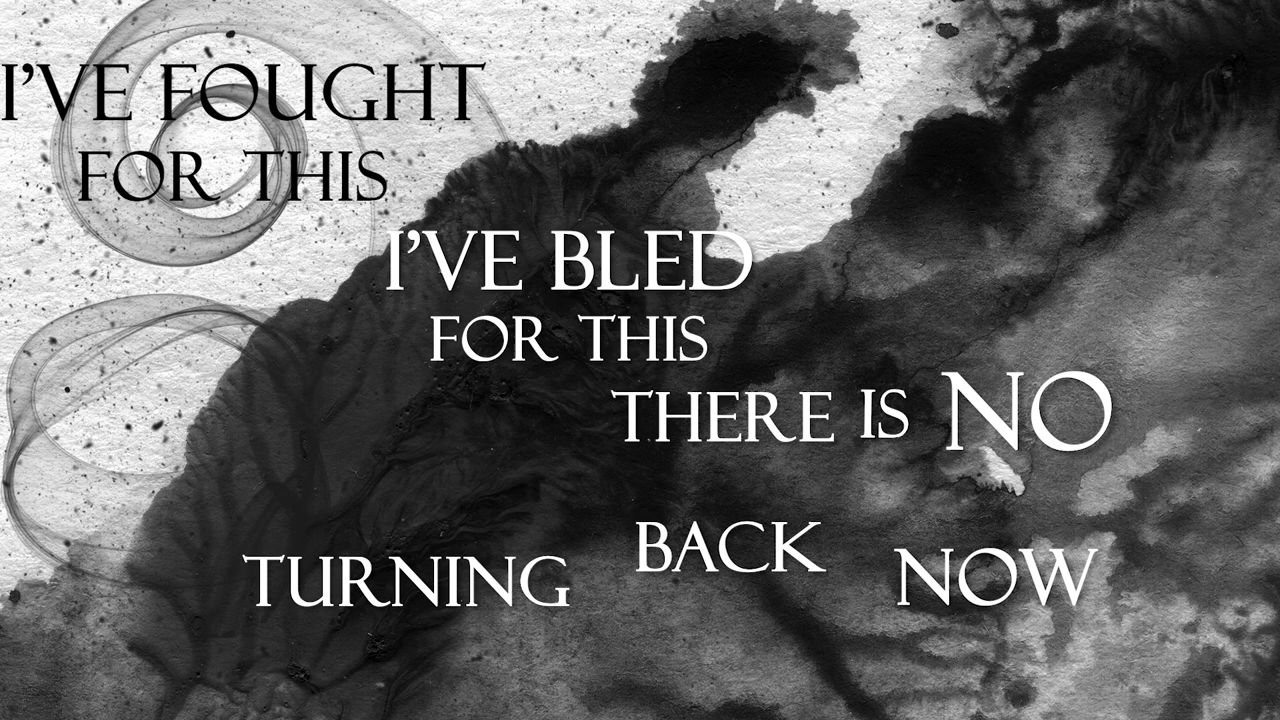 I'VE FOUGHT
FOR THIS
I'VE BLED
FOR THIS
THERE IS NO
TURNING BACK NOW